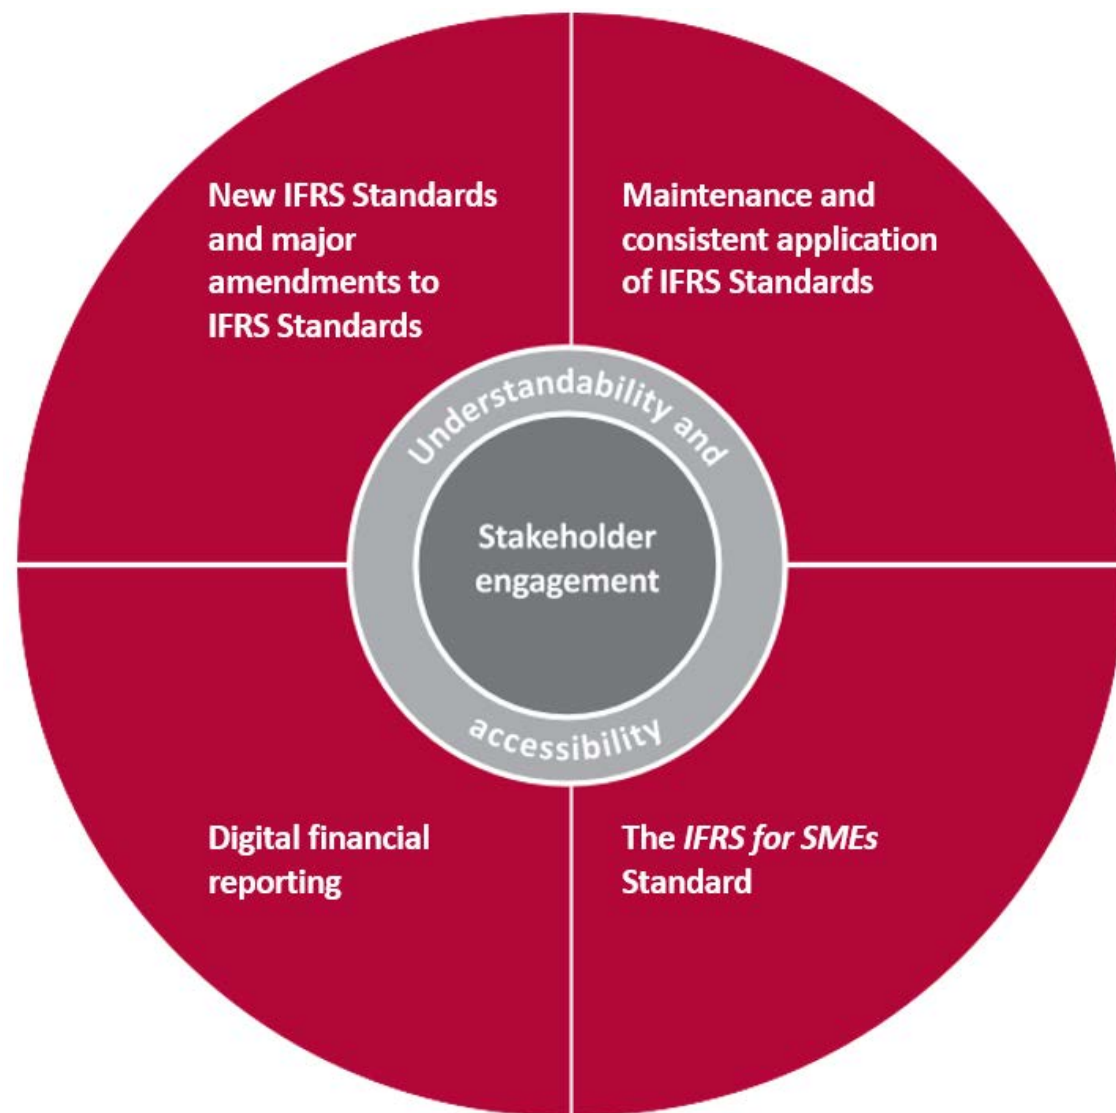 New IFRS Standards
and major
amendments to
IFRS Standards
Maintenance and
consistent application
of IFRS Standards
Understandability and
accessibility
Stakeholder
engagement
Digital financial
reporting
The IFRS for SMEs
Standard